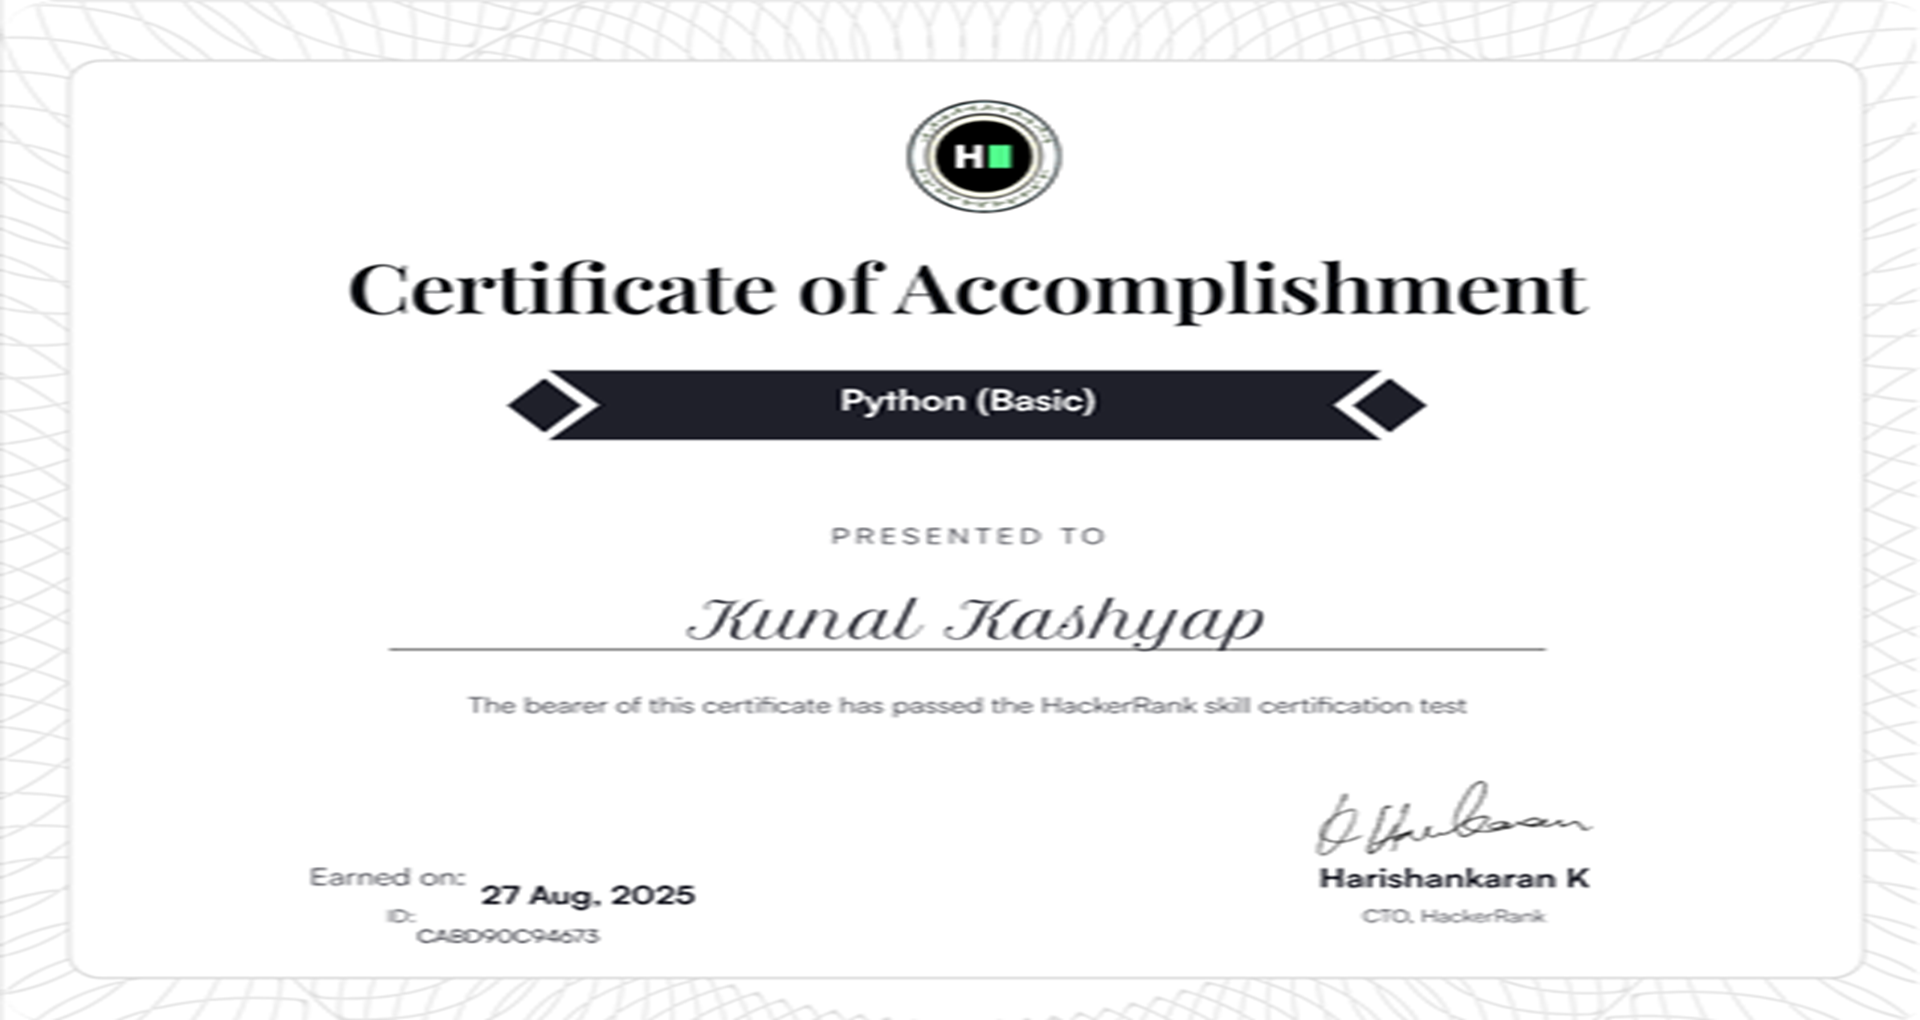 H
Certificate of Accomplishment
Python (Basic)
PRESENTED TO
Kunal Kashyap
The bearer of this certificate has passed the HackerRank skill certification test
Earned on: 27 Aug, 2025
ID: CABD90C94673
Harishankaran K
CTO, HackerRank